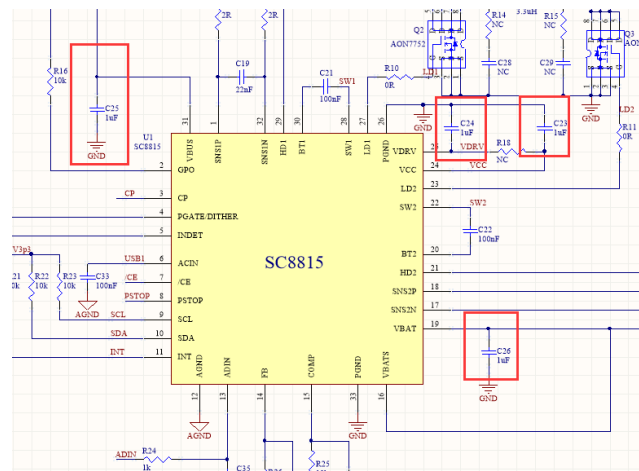 2R
2R
R14
NC
3.3uH
R15
NC
Q2
AON7752
Q3
R16
10k
C19
22nF
C21
100nF
SW1
R10
0R
LD1
C28
NC
C29
NC
GND
LD2
C25
1uF
GND
C24
1uF
C23
1uF
R11
0R
U1
SC8815
31
1
32
29
30
28
27
26
VBUS
SNS1P
SNS1N
HD1
BT1
SW1
LD1
PGND
2
GPO
VDRV
25
VDRV
R18
NC
VCC
24
VCC
CP
3
CP
LD2
23
4
PGATE/DITHER
SW2
22
SW2
5
INDET
C22
100nF
V3p3
USB1
6
ACIN
SC8815
BT2
20
R22
10k
R23
10k
C33
100nF
/CE
7
/CE
HD2
21
PSTOP
8
PSTOP
SNS2P
18
AGND
SCL
9
SCL
SNS2N
17
SDA
10
SDA
VBAT
19
INT
11
INT
C26
1uF
GND
AGND
ADIN
FB
COMP
PGND
VBATS
12
13
14
15
33
16
AGND
GND
ADIN
R24
1k
C35
R25